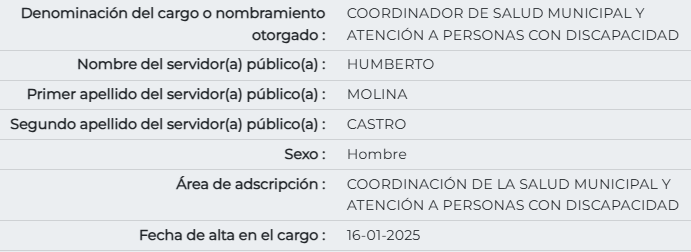 Denominación del cargo o nombramiento COORDINADOR DE SALUD MUNICIPAL Y
otorgado : ATENCIÓN A PERSONAS CON DISCAPACIDAD
Nombre del servidor(a) público(a) : HUMBERTO
Primer apellido del servidor(a) público(a) : MOLINA
Segundo apellido del servidor(a) público(a) : CASTRO
Sexo : Hombre
Área de adscripción : COORDINACIÓN DE LA SALUD MUNICIPAL Y
ATENCIÓN A PERSONAS CON DISCAPACIDAD
Fecha de alta en el cargo : 16-01-2025